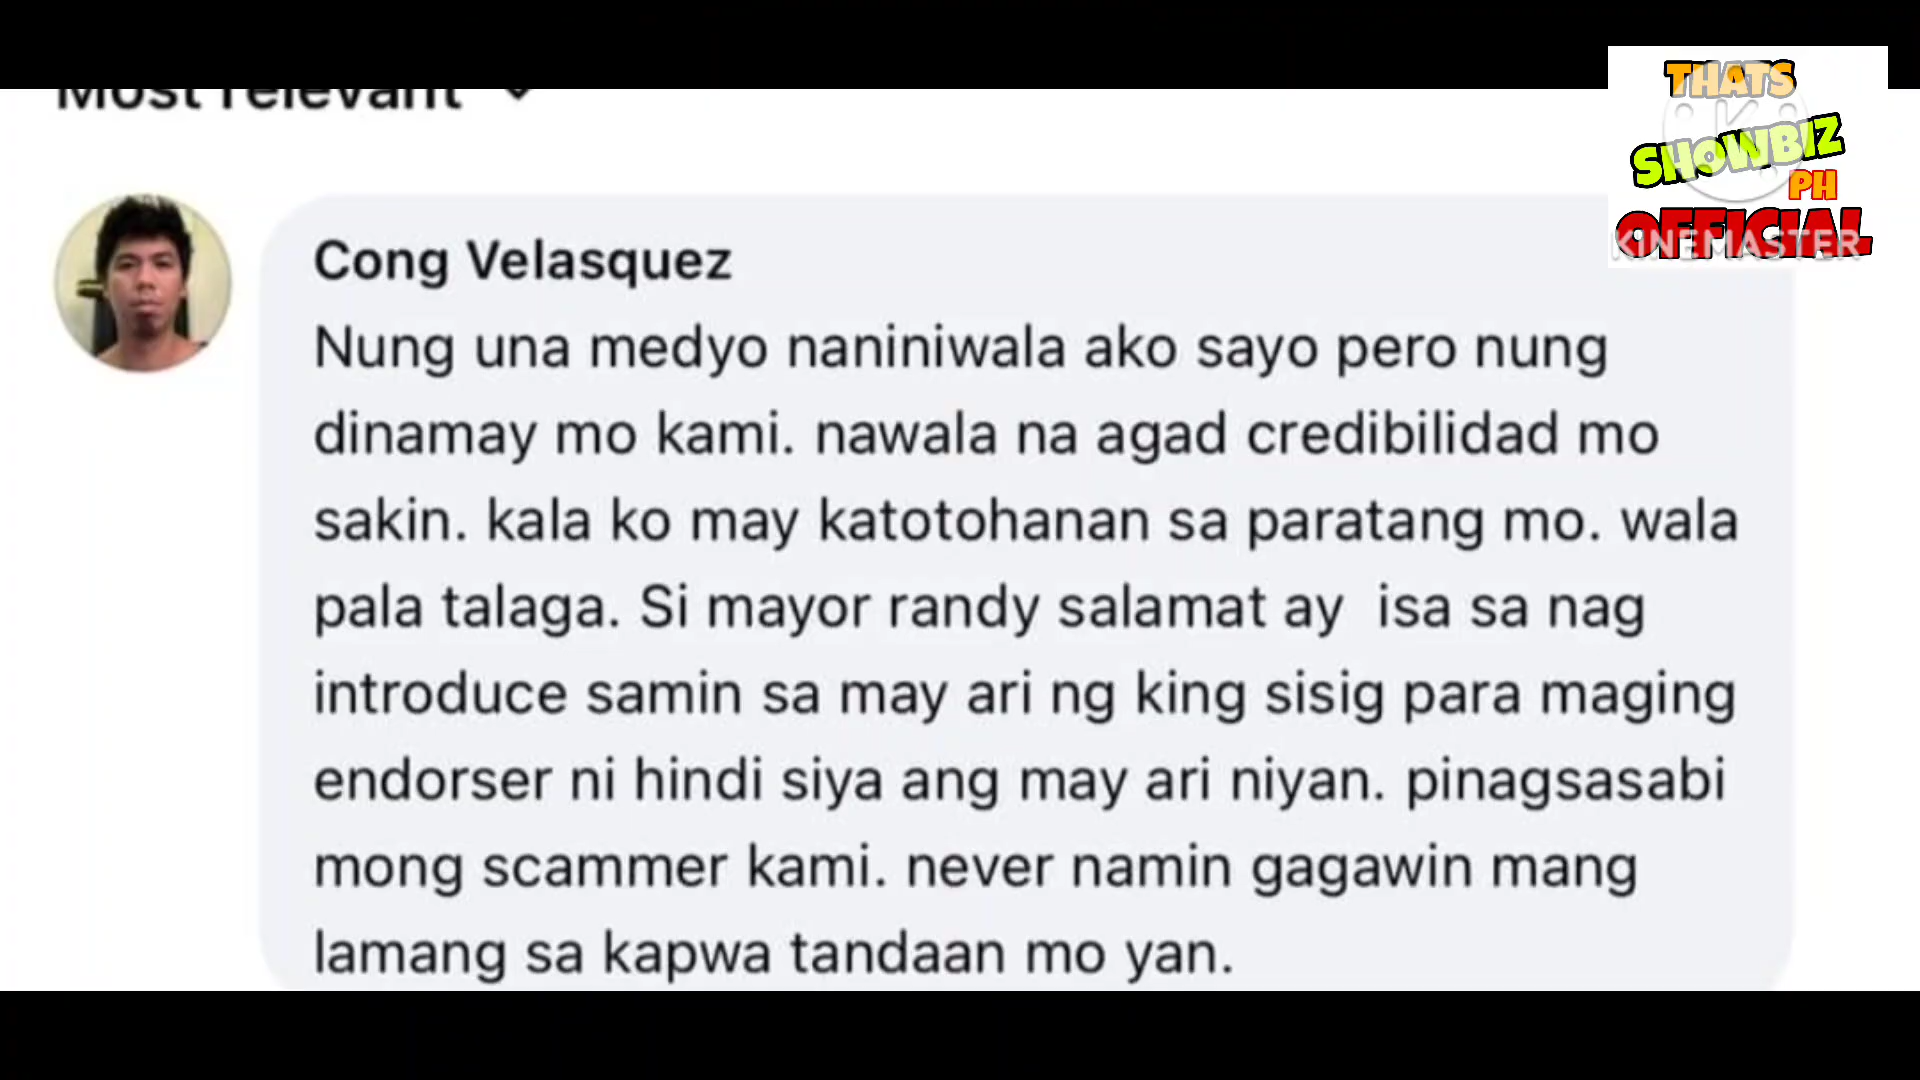 Most relevant
THATS
SHOWBIZ
PH
OFFICIAL
KINEMASTER
Cong Velasquez
Nung una medyo naniniwala ako sayo pero nung
dinamay mo kami. nawala na agad credibilidad mo
sakin. kala ko may katotohanan sa paratang mo. wala
pala talaga. Si mayor randy salamat ay isa sa nag
introduce samin sa may ari ng king sisig para maging
endorser ni hindi siya ang may ari niyan. pinagsasabi
mong scammer kami. never namin gagawin mang
lamang sa kapwa tandaan mo yan.